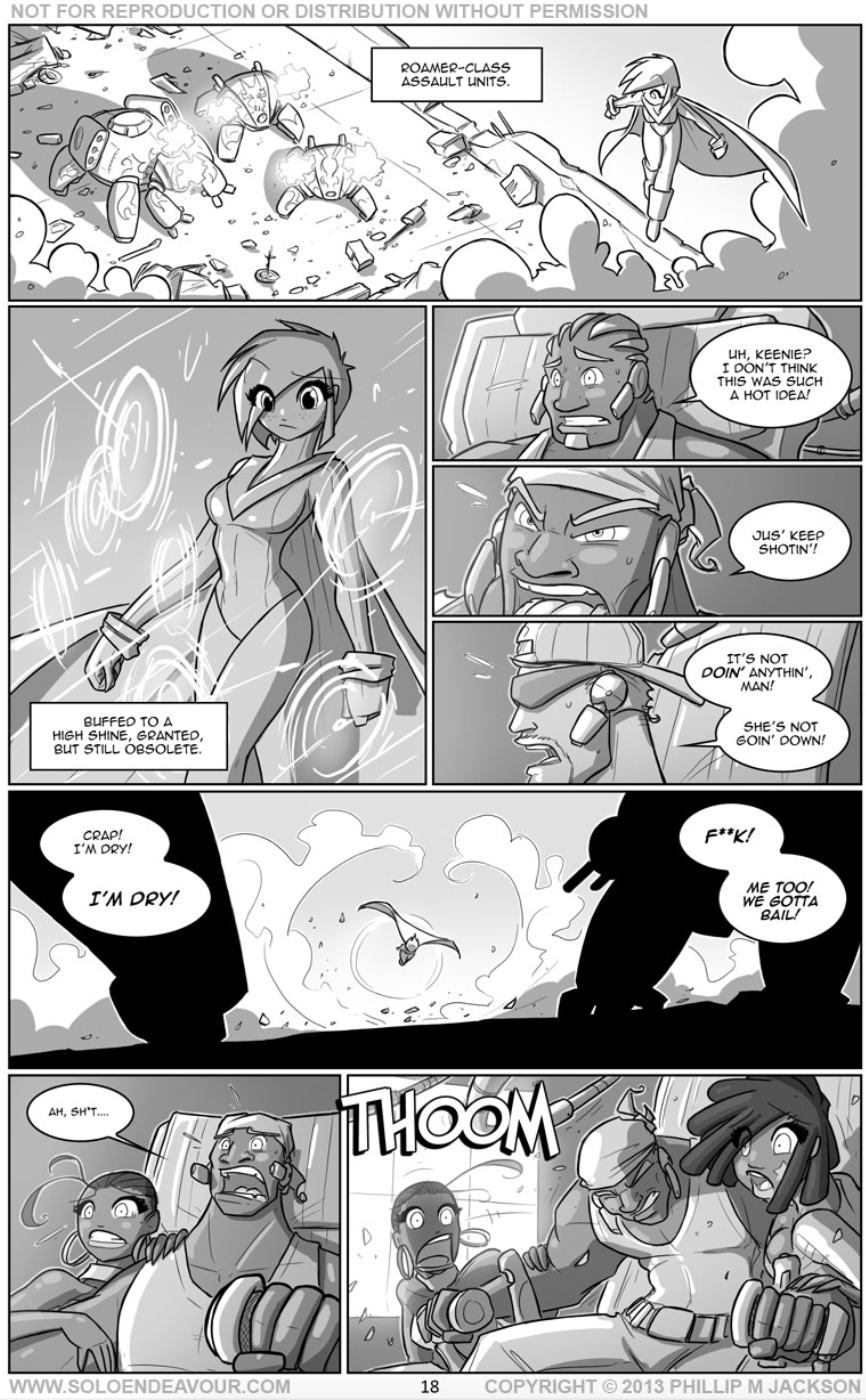 NOT FOR REPRODUCTION OR DISTRIBUTION WITHOUT PERMISSION
ROAMER-CLASS
ASSAULT UNITS.
BUFFED TO A
HIGH SHINE, GRANTED,
BUT STILL OBSOLETE.
UH, KEENIE?
I DON'T THINK
THIS WAS SUCH
A HOT IDEA!
JUS' KEEP
SHOTIN'!
IT'S NOT
DOIN' ANYTHIN',
MAN!
SHE'S NOT
GOIN' DOWN!
CRAP!
I'M DRY!
I'M DRY!
F**K!
ME TOO!
WE GOTTA
BAIL!
AH, SH*T....
THOOM
WWW.SOLOENDEAVOUR.COM
18
COPYRIGHT © 2013 PHILLIP M JACKSON